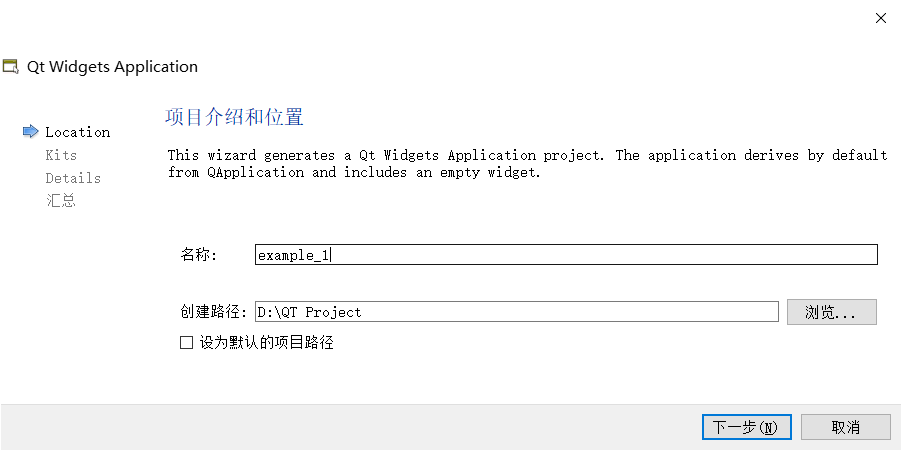 Qt Widgets Application
Location
Kits
Details
汇总
项目介绍和位置
This wizard generates a Qt Widgets Application project. The application derives by default
from QApplication and includes an empty widget.
名称:
example_1
创建路径:
D:\QT Project
浏览...
设为默认的项目路径
下一步(N)
取消